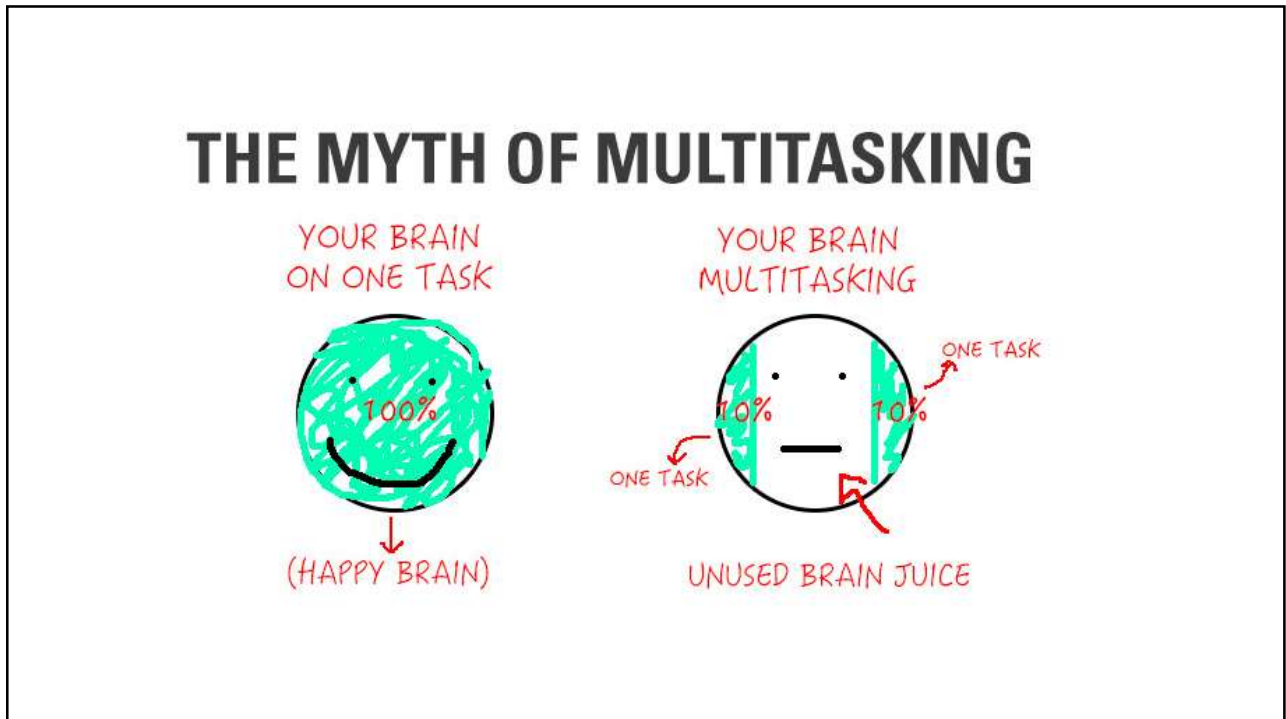 THE MYTH OF MULTITASKING
YOUR BRAIN
ON ONE TASK
100%
(HAPPY BRAIN)
YOUR BRAIN
MULTITASKING
ONE TASK
10%
10%
ONE TASK
UNUSED BRAIN JUICE